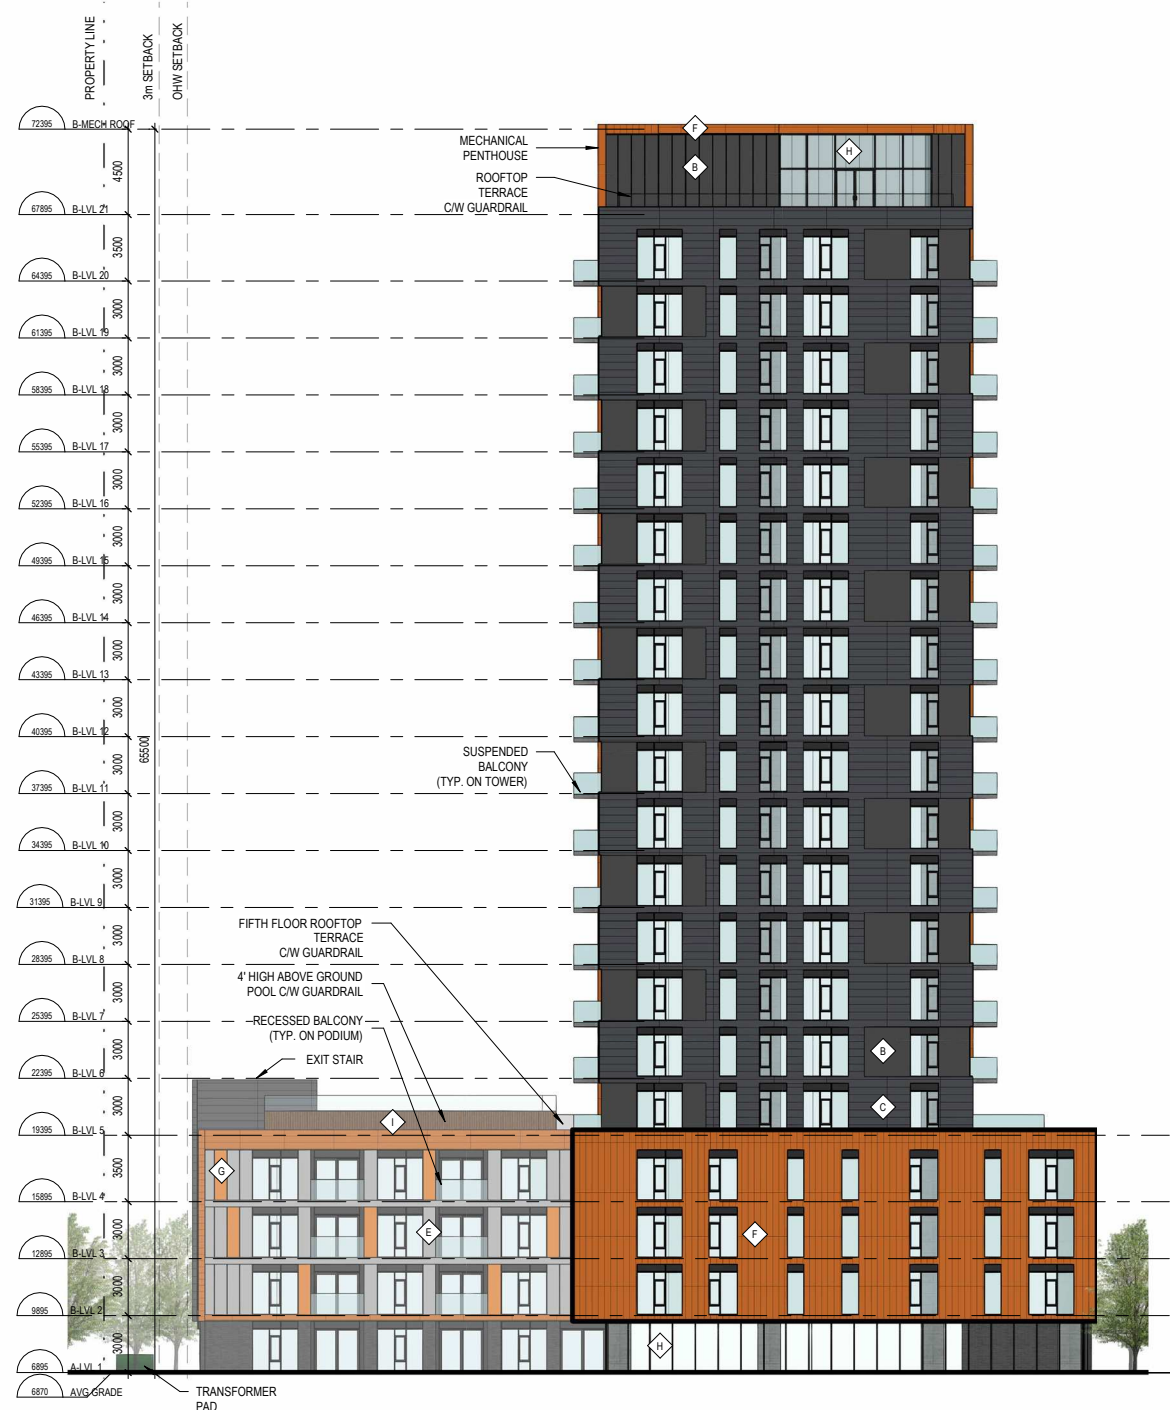 PROPERTY LINE
3m SETBACK
OHW SETBACK
72395 B-MECH ROOF
4500
67895 B-LVL 21
3500
64395 B-LVL 20
3000
61395 B-LVL 19
3000
58395 B-LVL 18
3000
55395 B-LVL 17
3000
52395 B-LVL 16
3000
49395 B-LVL 15
3000
46395 B-LVL 14
3000
43395 B-LVL 13
3000
40395 B-LVL 12
65500
3000
37395 B-LVL 11
3000
34395 B-LVL 10
3000
31395 B-LVL 9
3000
28395 B-LVL 8
3000
25395 B-LVL 7
3000
22395 B-LVL 6
3000
19395 B-LVL 5
3500
15895 B-LVL 4
3000
12895 B-LVL 3
3000
9895 B-LVL 2
3000
6895 A-LVL 1
6870 AVG GRADE
MECHANICAL
PENTHOUSE
ROOFTOP
TERRACE
C/W GUARDRAIL
F
B
H
SUSPENDED
BALCONY
(TYP. ON TOWER)
FIFTH FLOOR ROOFTOP
TERRACE
C/W GUARDRAIL
4' HIGH ABOVE GROUND
POOL C/W GUARDRAIL
RECESSED BALCONY
(TYP. ON PODIUM)
EXIT STAIR
B
C
I
G
E
F
H
TRANSFORMER
PAD